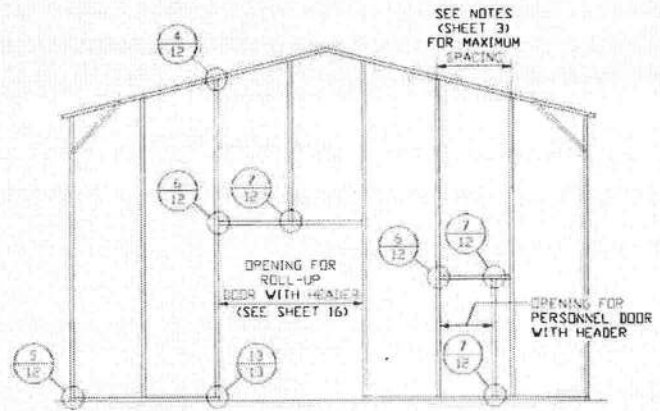 SEE NOTES
(SHEET 3)
FOR MAXIMUM
SPACING
4
12
6
12
7
12
6
12
7
12
OPENING FOR
ROLL-UP
DOOR WITH HEADER
(SEE SHEET 16)
OPENING FOR
PERSONNEL DOOR
WITH HEADER
5
12
13
13
7
12